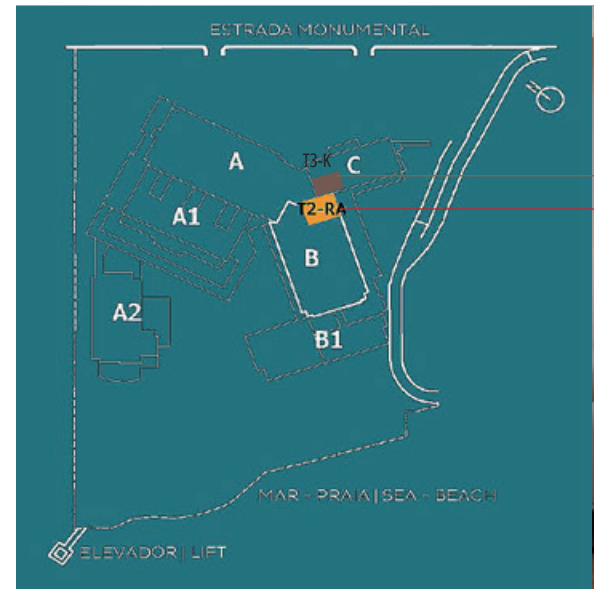 ESTRADA MONUMENTAL
T3-K
A
C
T2-RA
A1
B
A2
B1
MAR - PRAIA | SEA - BEACH
ELEVADOR | LIFT
N